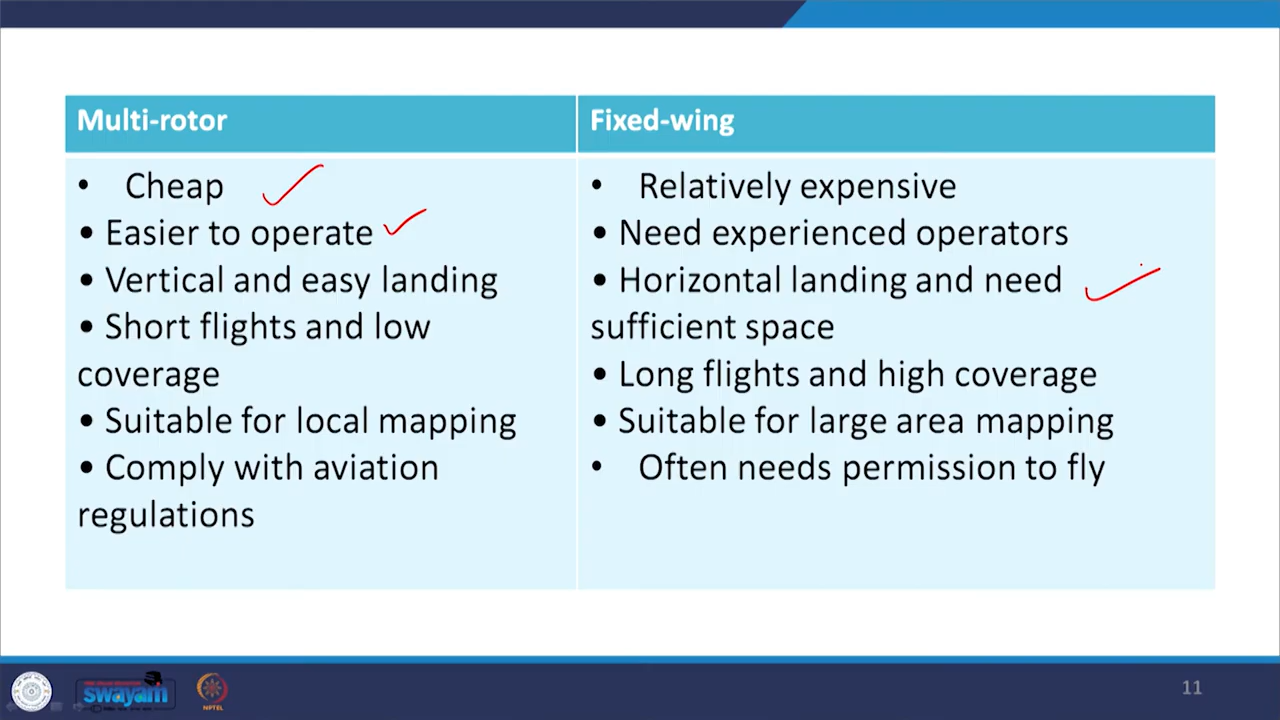 Multi-rotor
• Cheap
• Easier to operate
• Vertical and easy landing
• Short flights and low
coverage
• Suitable for local mapping
• Comply with aviation
regulations
Fixed-wing
• Relatively expensive
• Need experienced operators
• Horizontal landing and need
sufficient space
• Long flights and high coverage
• Suitable for large area mapping
• Often needs permission to fly
swayam
NPTEL
11